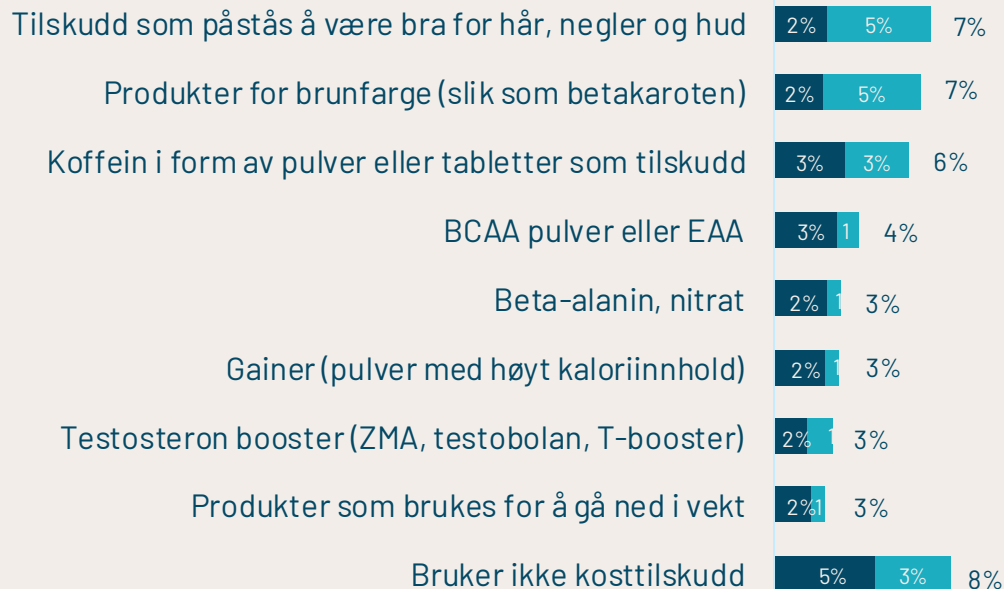 Tilskudd som påstås å være bra for hår, negler og hud 2% 5% 7%
Produkter for brunfarge (slik som betakaroten) 2% 5% 7%
Koffein i form av pulver eller tabletter som tilskudd 3% 3% 6%
BCAA pulver eller EAA 3% 1 4%
Beta-alanin, nitrat 2% 1 3%
Gainer (pulver med høyt kaloriinnhold) 2% 1 3%
Testosteron booster (ZMA, testobolan, T-booster) 2% 1 3%
Produkter som brukes for å gå ned i vekt 2% 1 3%
Bruker ikke kosttilskudd 5% 3% 8%